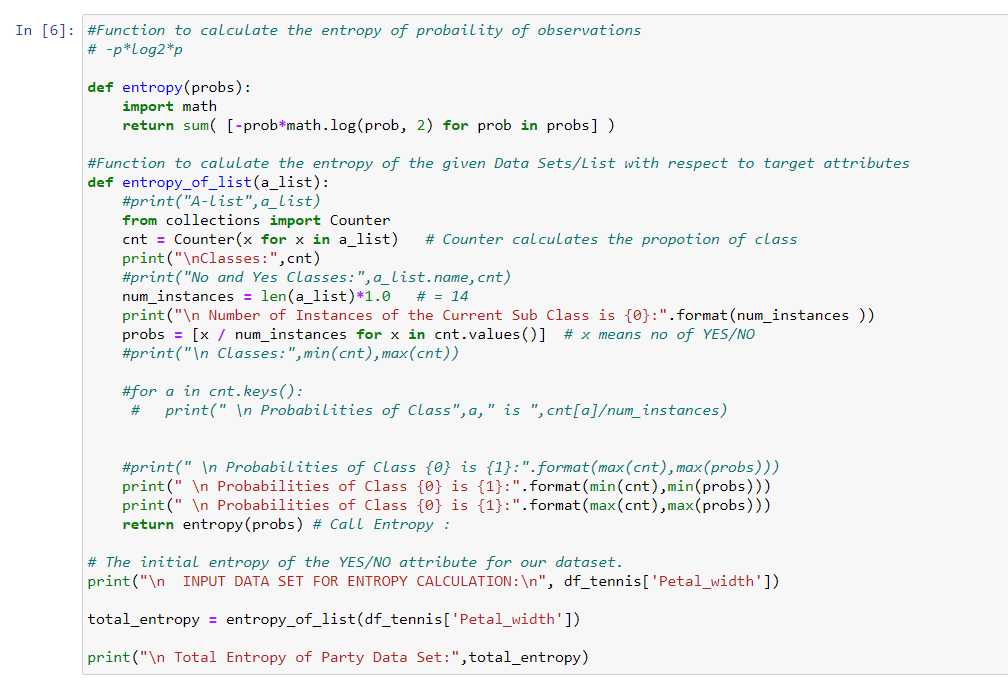 In [6]: #Function to calculate the entropy of probaility of observations
# -p*log2*p
def entropy(probs):
import math
return sum( [-prob*math.log(prob, 2) for prob in probs] )
#Function to calulate the entropy of the given Data Sets/List with respect to target attributes
def entropy_of_list(a_list):
#print("A-list",a_list)
from collections import Counter
cnt = Counter(x for x in a_list)   # Counter calculates the propotion of class
print("\nClasses:",cnt)
#print("No and Yes Classes:",a_list.name,cnt)
num_instances = len(a_list)*1.0   # = 14
print("\n Number of Instances of the Current Sub Class is {0}:".format(num_instances ))
probs = [x / num_instances for x in cnt.values()]  # x means no of YES/NO
#print("\n Classes:",min(cnt),max(cnt))
#for a in cnt.keys():
#   print(" \n Probabilities of Class",a," is ",cnt[a]/num_instances)
#print(" \n Probabilities of Class {0} is {1}:".format(max(cnt),max(probs)))
print(" \n Probabilities of Class {0} is {1}:".format(min(cnt),min(probs)))
print(" \n Probabilities of Class {0} is {1}:".format(max(cnt),max(probs)))
return entropy(probs) # Call Entropy :
# The initial entropy of the YES/NO attribute for our dataset.
print("\n  INPUT DATA SET FOR ENTROPY CALCULATION:\n", df_tennis['Petal_width'])
total_entropy = entropy_of_list(df_tennis['Petal_width'])
print("\n Total Entropy of Party Data Set:",total_entropy)